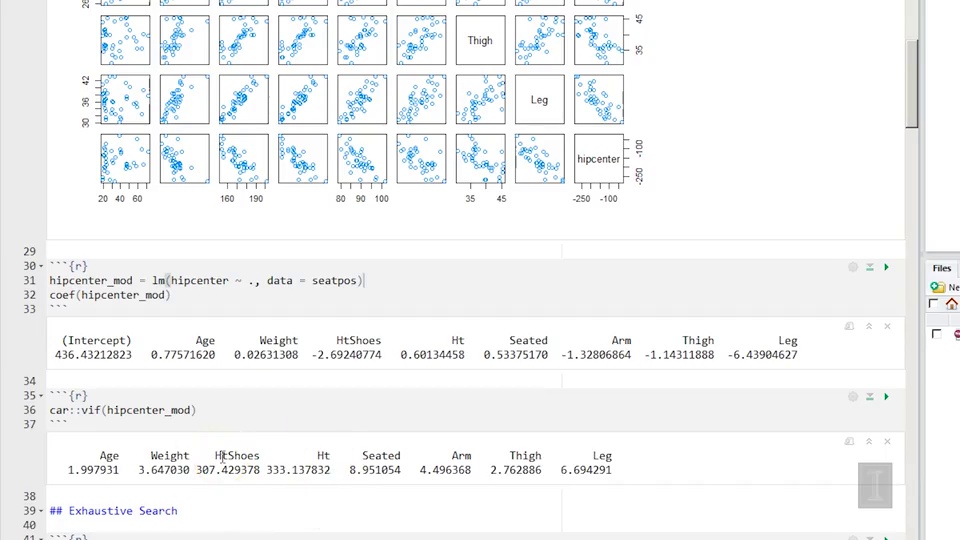 26
Thigh
45
35
42
36
30
Leg
hipcenter
-100
-250
20 40 60
160 190
80 90 100
35 45
-250 -100
29
30 ```{r}
31 hipcenter_mod = lm(hipcenter ~ ., data = seatpos)
32 coef(hipcenter_mod)
33 ```
(Intercept) Age Weight HtShoes Ht Seated Arm Thigh Leg
436.43212823 0.77571620 0.02631308 -2.69240774 0.60134458 0.53375170 -1.32806864 -1.14311888 -6.43904627
34
35 ```{r}
36 car::vif(hipcenter_mod)
37 ```
Age Weight HtShoes Ht Seated Arm Thigh Leg
1.997931 3.647030 307.429378 333.137832 8.951054 4.496368 2.762886 6.694291
38
39 ## Exhaustive Search
40
41 ```{r}
Files
Ne